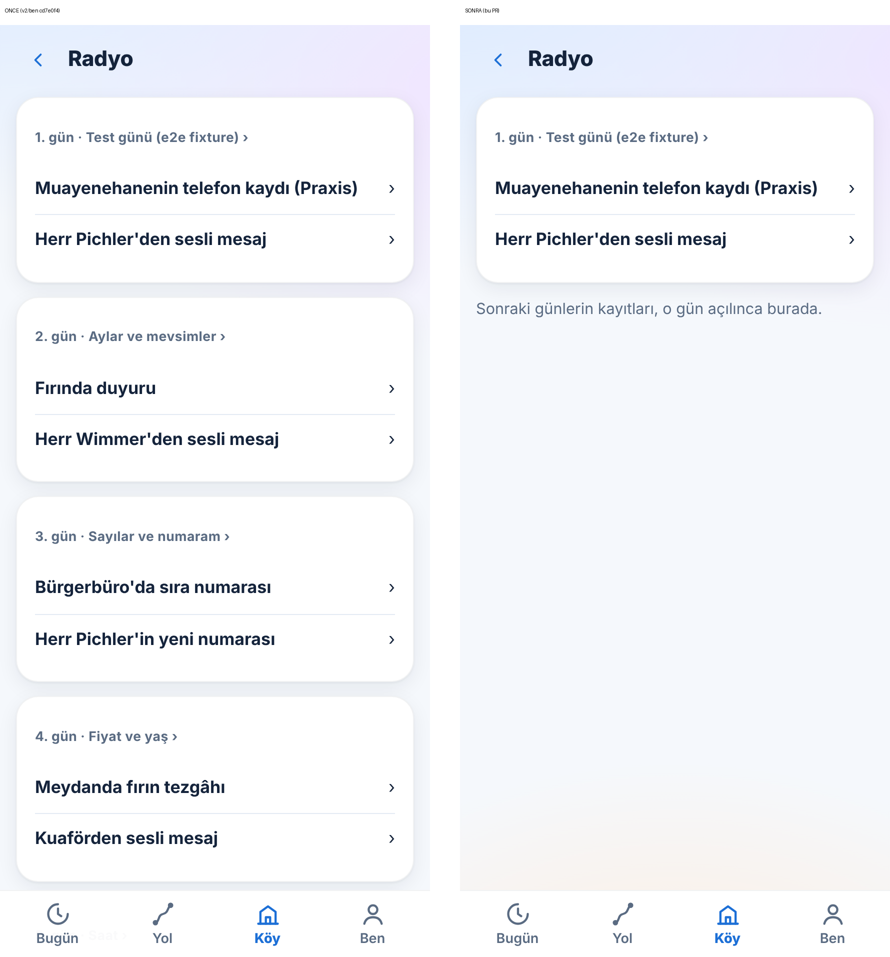 ÖNCE (v2/ben cd7e0f4)
Radyo
1. gün · Test günü (e2e fixture) ›
Muayenehanenin telefon kaydı (Praxis) ›
Herr Pichler'den sesli mesaj ›
2. gün · Aylar ve mevsimler ›
Fırında duyuru ›
Herr Wimmer'den sesli mesaj ›
3. gün · Sayılar ve numaram ›
Bürgerbüro'da sıra numarası ›
Herr Pichler'in yeni numarası ›
4. gün · Fiyat ve yaş ›
Meydanda fırın tezgâhı ›
Kuaförden sesli mesaj ›
Bugün Yol Köy Ben
SONRA (bu PR)
Radyo
1. gün · Test günü (e2e fixture) ›
Muayenehanenin telefon kaydı (Praxis) ›
Herr Pichler'den sesli mesaj ›
Sonraki günlerin kayıtları, o gün açılınca burada.
Bugün Yol Köy Ben